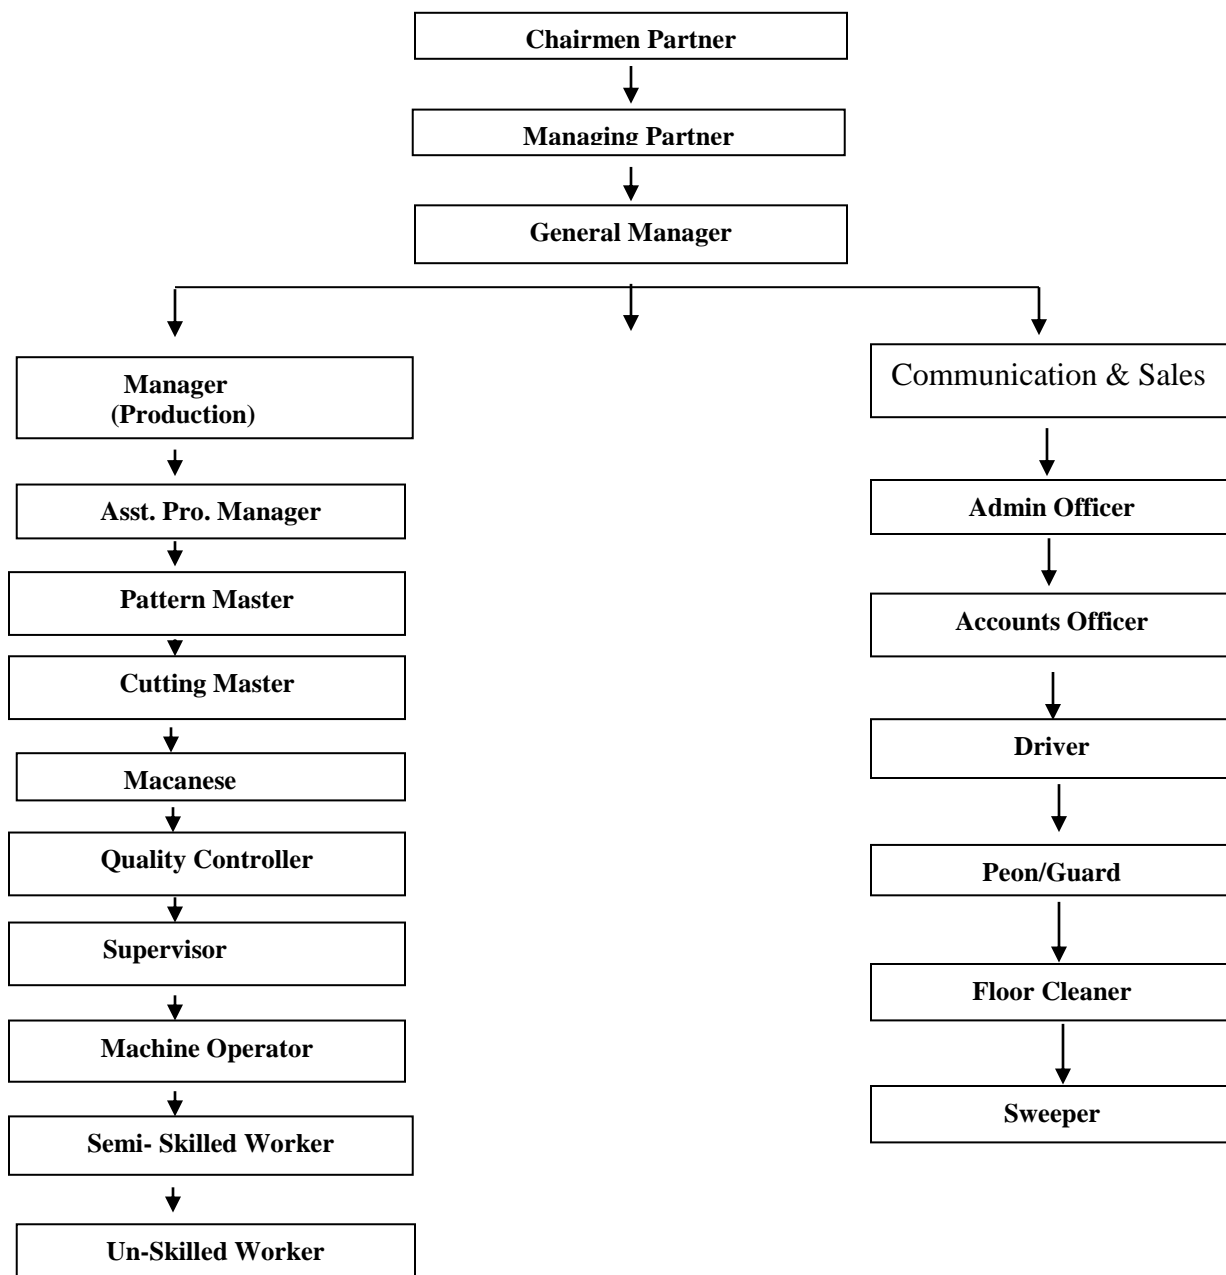 Chairmen Partner
Managing Partner
General Manager
Manager
(Production)
Asst. Pro. Manager
Pattern Master
Cutting Master
Macanese
Quality Controller
Supervisor
Machine Operator
Semi- Skilled Worker
Un-Skilled Worker
Communication & Sales
Admin Officer
Accounts Officer
Driver
Peon/Guard
Floor Cleaner
Sweeper